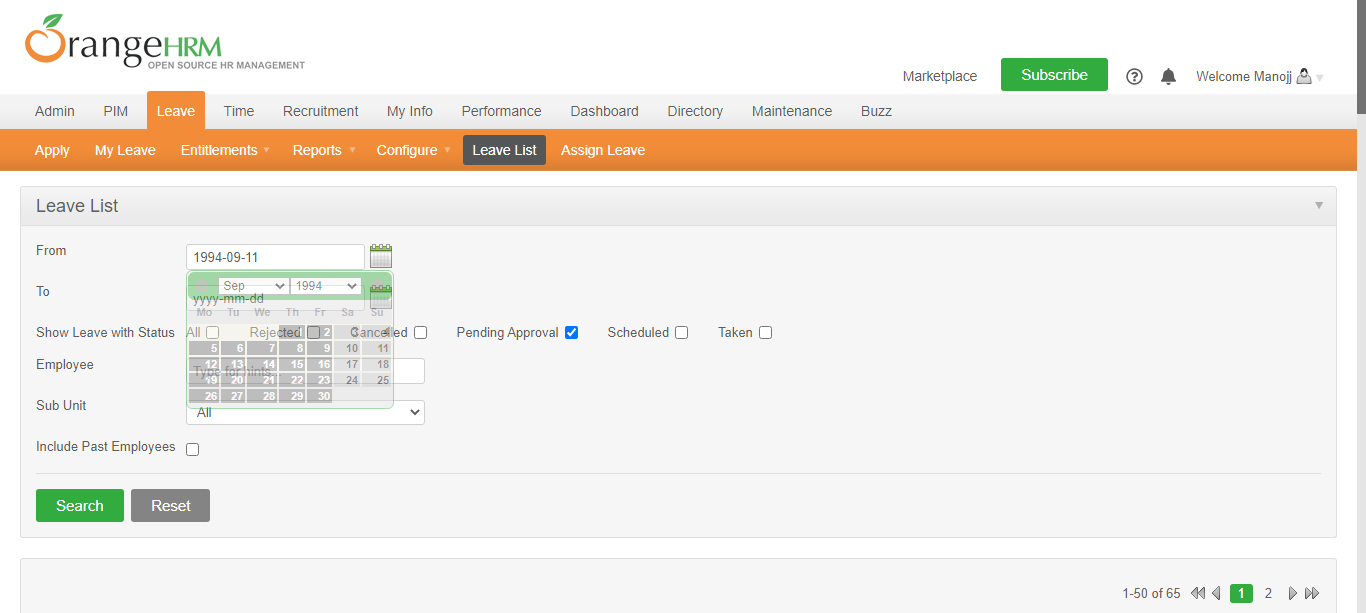 OrangeHRM
OPEN SOURCE HR MANAGEMENT
Marketplace Subscribe ? Welcome Manojj
Admin PIM Leave Time Recruitment My Info Performance Dashboard Directory Maintenance Buzz
Apply My Leave Entitlements Reports Configure Leave List Assign Leave
Leave List
From 1994-09-11
Sep 1994
To yyyy-mm-dd
Mo Tu We Th Fr Sa Su
Show Leave with Status All Rejected Cancelled Pending Approval Scheduled Taken
1 2 3 4
5 6 7 8 9 10 11
Employee Type for hints...
12 13 14 15 16 17 18
19 20 21 22 23 24 25
26 27 28 29 30
Sub Unit All
Include Past Employees
Search Reset
1-50 of 65 1 2